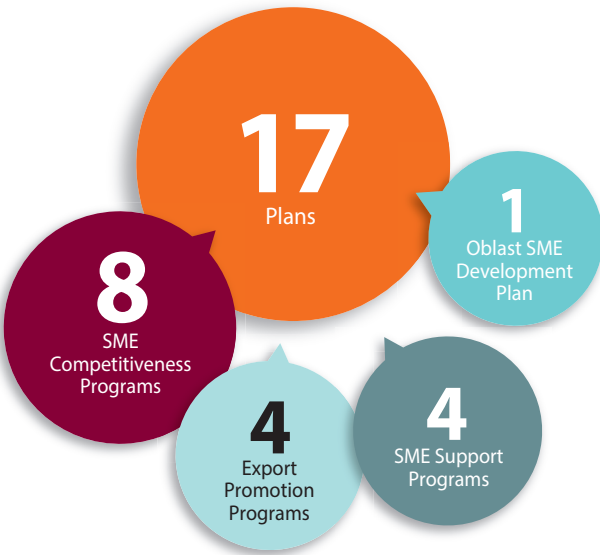 17
Plans
1
Oblast SME
Development
Plan
8
SME
Competitiveness
Programs
4
Export
Promotion
Programs
4
SME Support
Programs